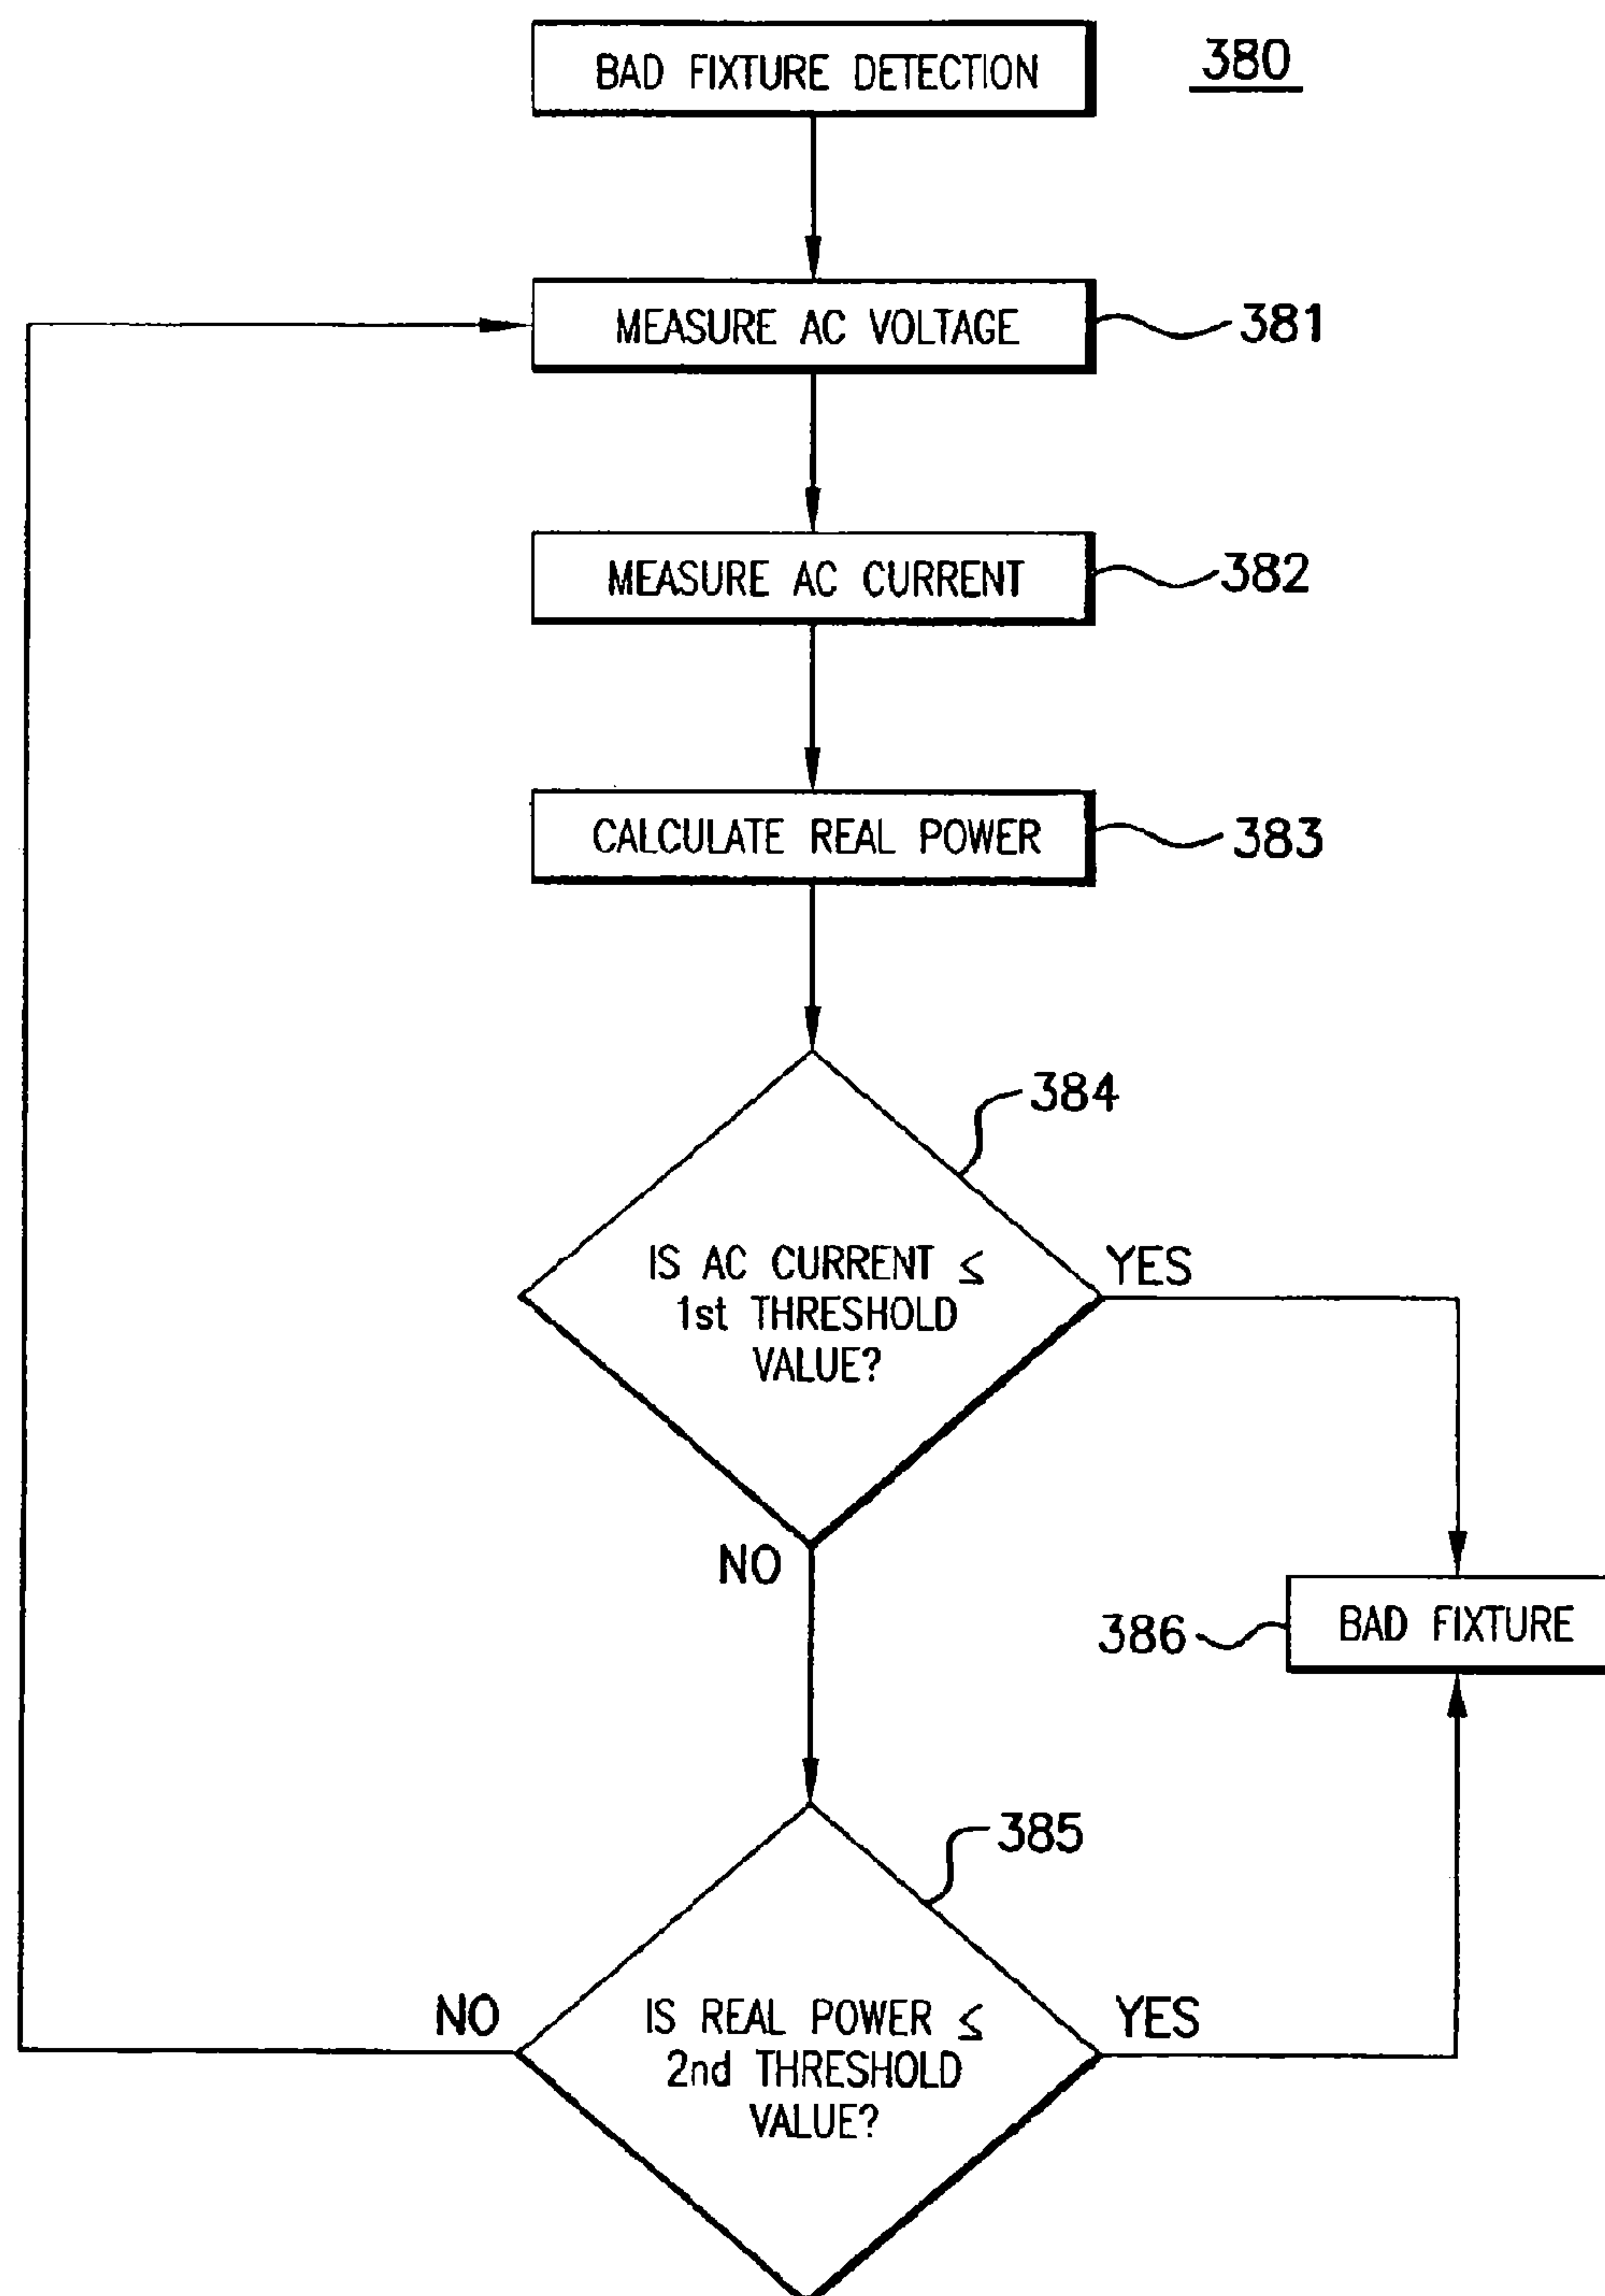 BAD FIXTURE DETECTION
380
MEASURE AC VOLTAGE
381
MEASURE AC CURRENT
382
CALCULATE REAL POWER
383
384
IS AC CURRENT ≤
1st THRESHOLD
VALUE?
YES
NO
386
BAD FIXTURE
385
IS REAL POWER ≤
2nd THRESHOLD
VALUE?
NO
YES